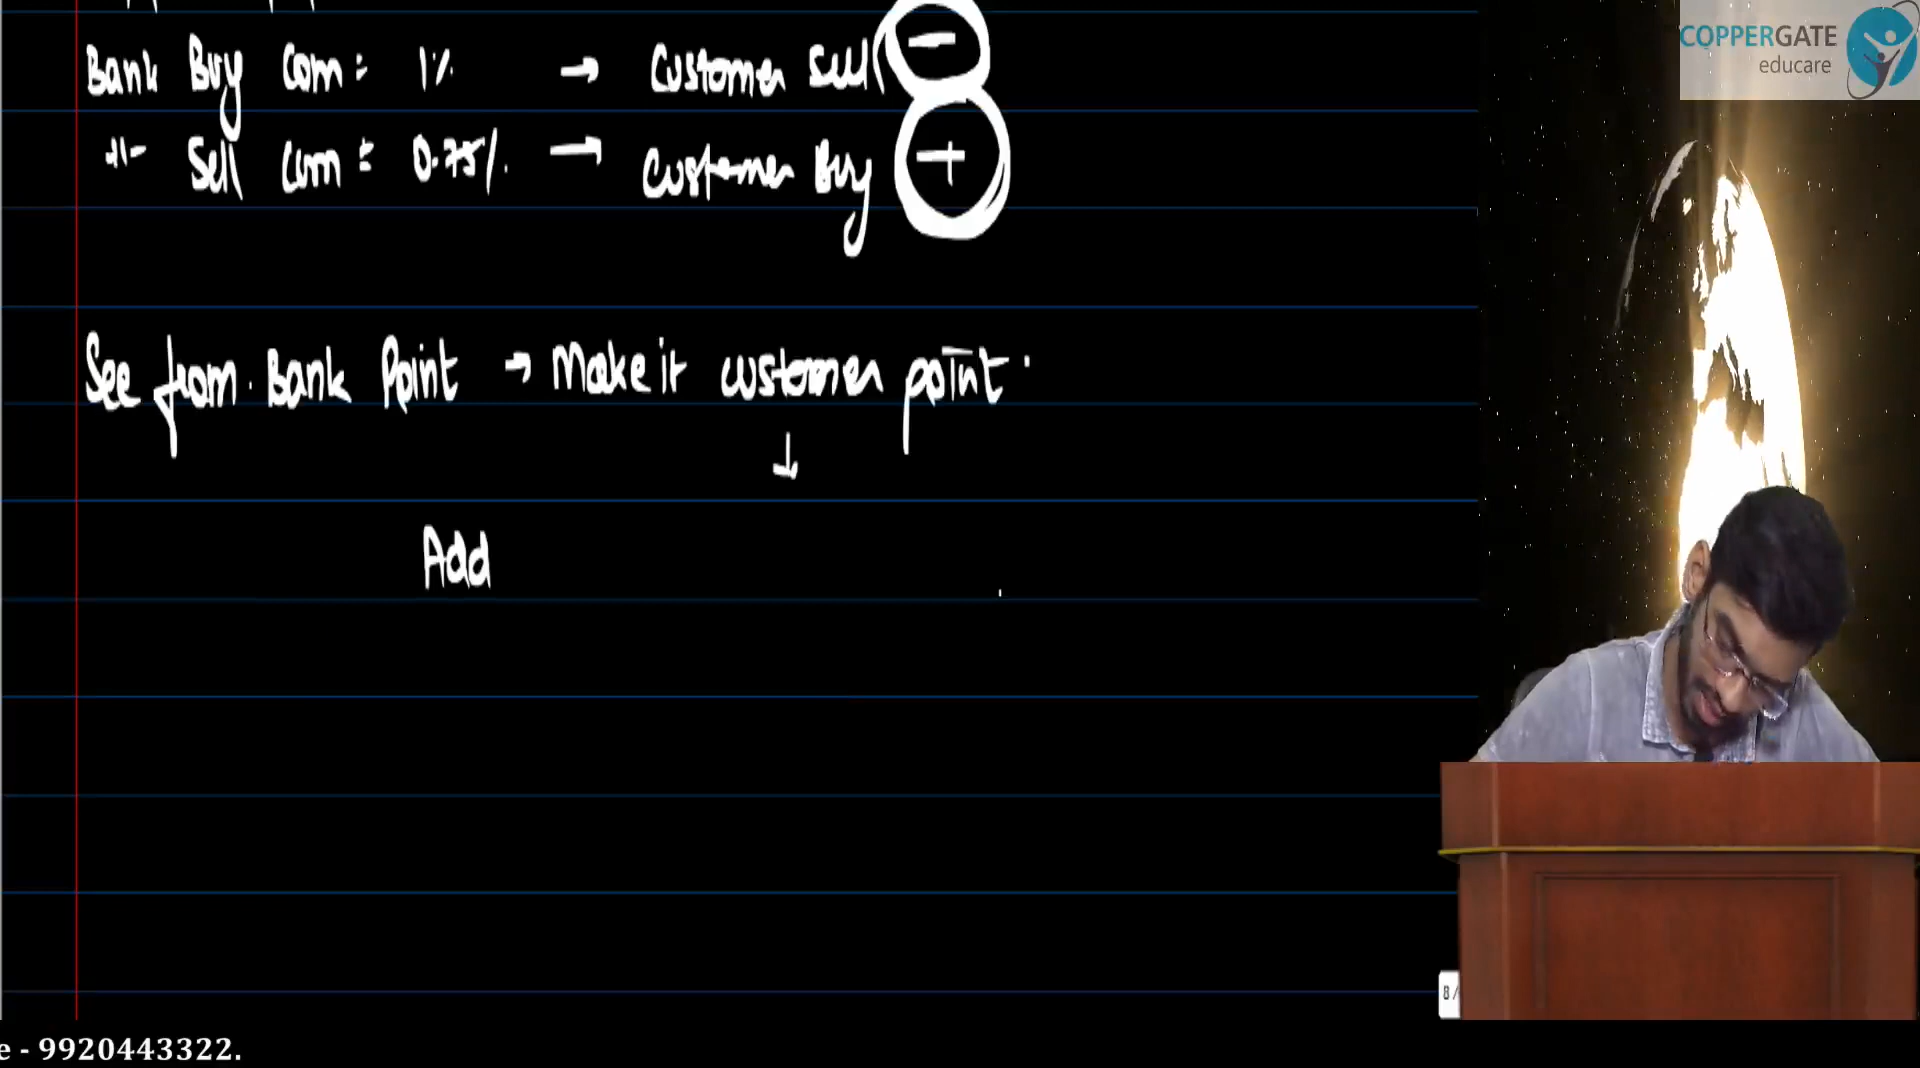 COPPERGATE
educare
Bank Buy Com = 1% → Customer Sell −
-"- Sell Com = 0.75% → Customer Buy +
See from Bank Point → Make it customer point.
↓
Add
8/
e - 9920443322.